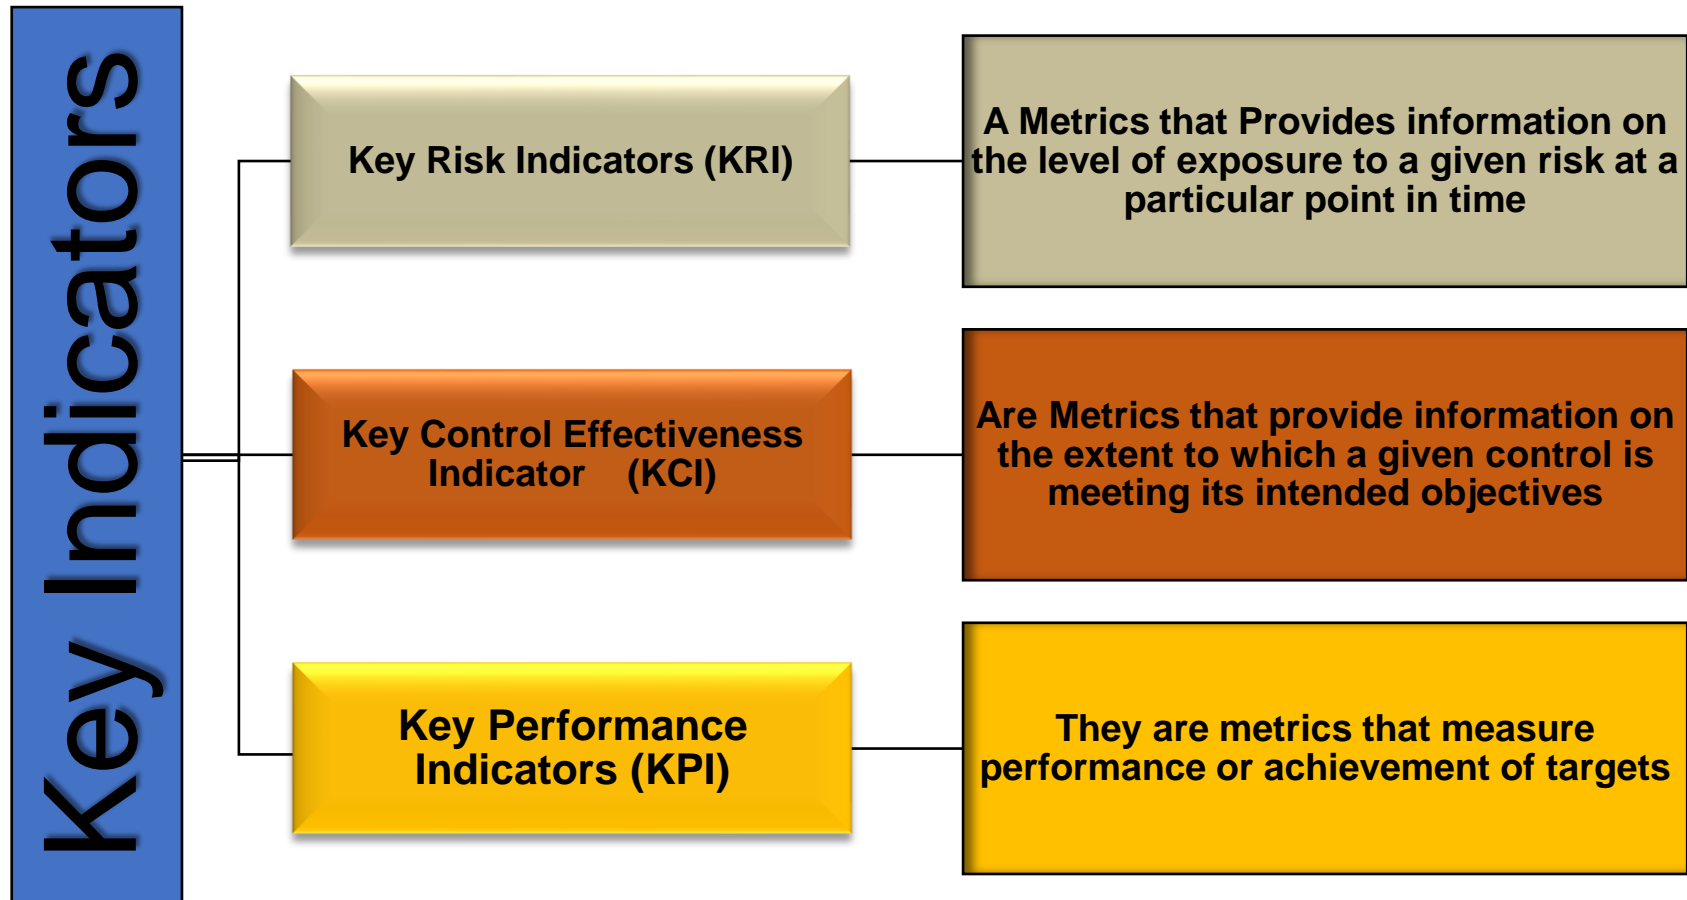 Key Indicators
Key Risk Indicators (KRI)
A Metrics that Provides information on
the level of exposure to a given risk at a
particular point in time
Key Control Effectiveness
Indicator (KCI)
Are Metrics that provide information on
the extent to which a given control is
meeting its intended objectives
Key Performance
Indicators (KPI)
They are metrics that measure
performance or achievement of targets